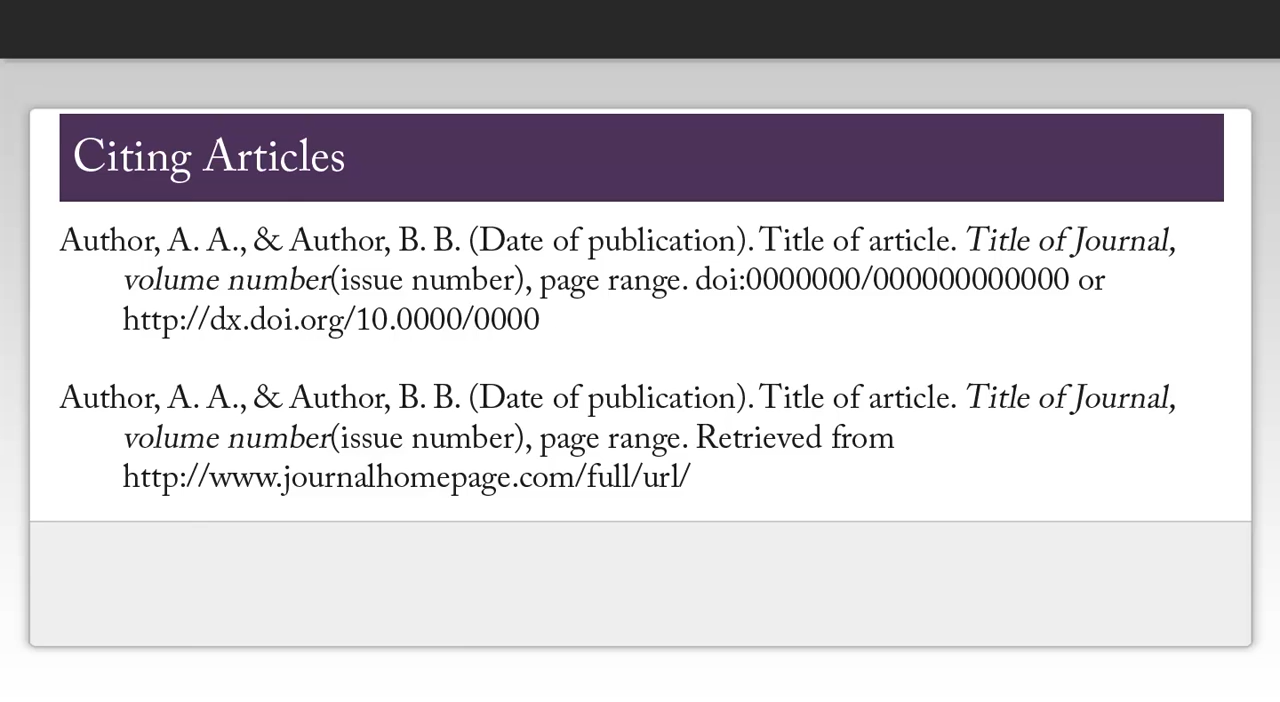 Citing Articles
Author, A. A., & Author, B. B. (Date of publication). Title of article. Title of Journal,
volume number(issue number), page range. doi:0000000/000000000000 or
http://dx.doi.org/10.0000/0000
Author, A. A., & Author, B. B. (Date of publication). Title of article. Title of Journal,
volume number(issue number), page range. Retrieved from
http://www.journalhomepage.com/full/url/